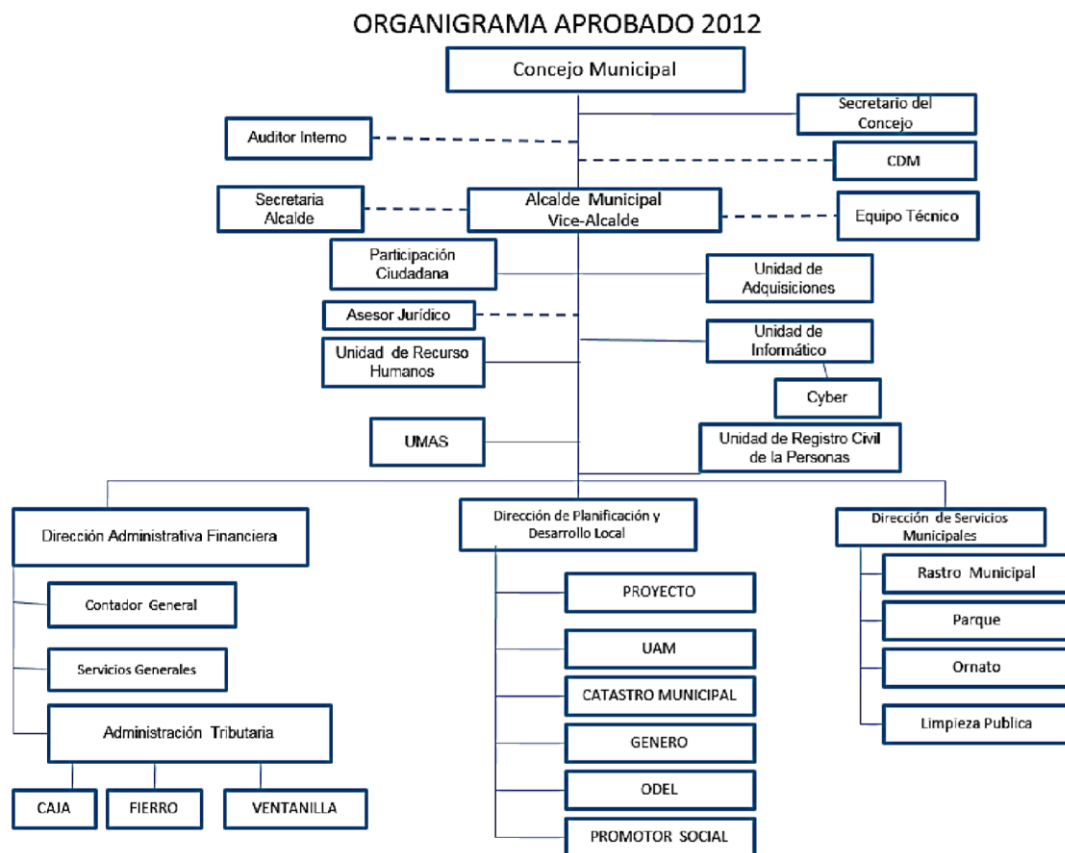 ORGANIGRAMA APROBADO 2012
Concejo Municipal
Secretario del
Concejo
Auditor Interno
CDM
Secretaria
Alcalde
Alcalde Municipal
Vice-Alcalde
Equipo Técnico
Participación
Ciudadana
Unidad de
Adquisiciones
Asesor Jurídico
Unidad de
Informático
Unidad de Recurso
Humanos
Cyber
UMAS
Unidad de Registro Civil
de la Personas
Dirección Administrativa Financiera
Dirección de Planificación y
Desarrollo Local
Dirección de Servicios
Municipales
Contador General
Servicios Generales
Administración Tributaria
CAJA
FIERRO
VENTANILLA
PROYECTO
UAM
CATASTRO MUNICIPAL
GENERO
ODEL
PROMOTOR SOCIAL
Rastro Municipal
Parque
Ornato
Limpieza Publica